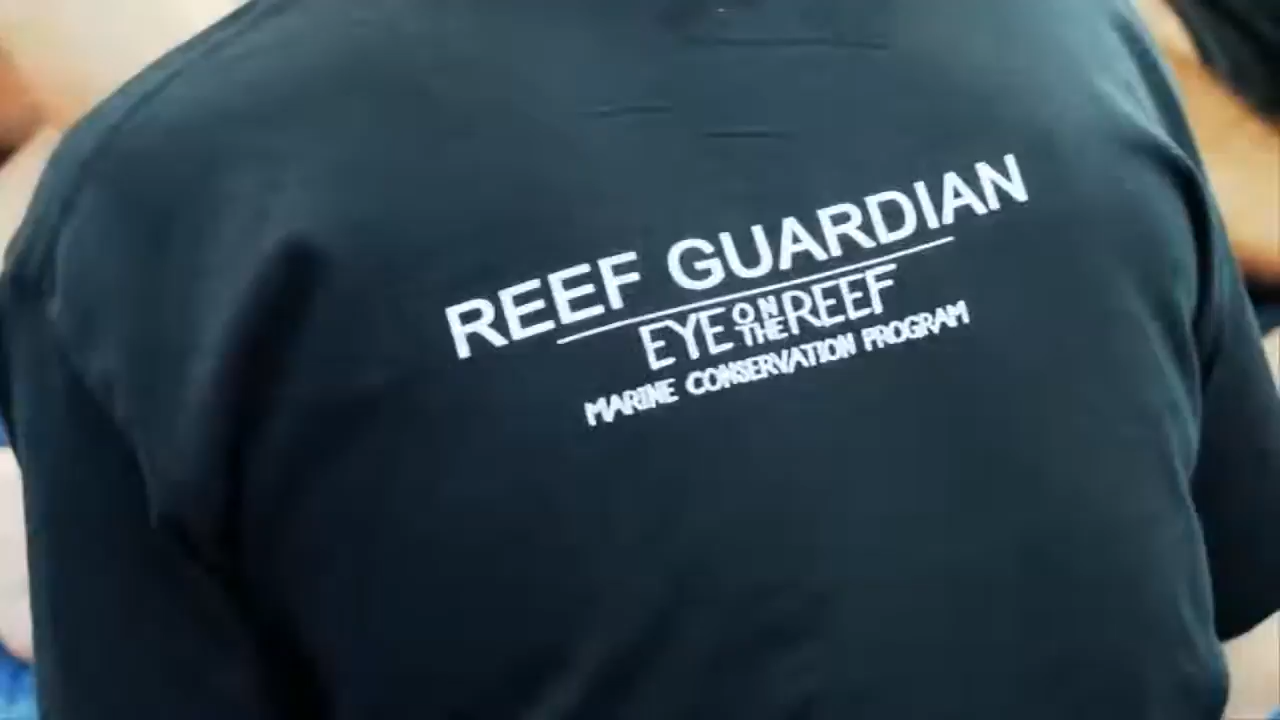 REEF GUARDIAN
EYE ON THE REEF
MARINE CONSERVATION PROGRAM